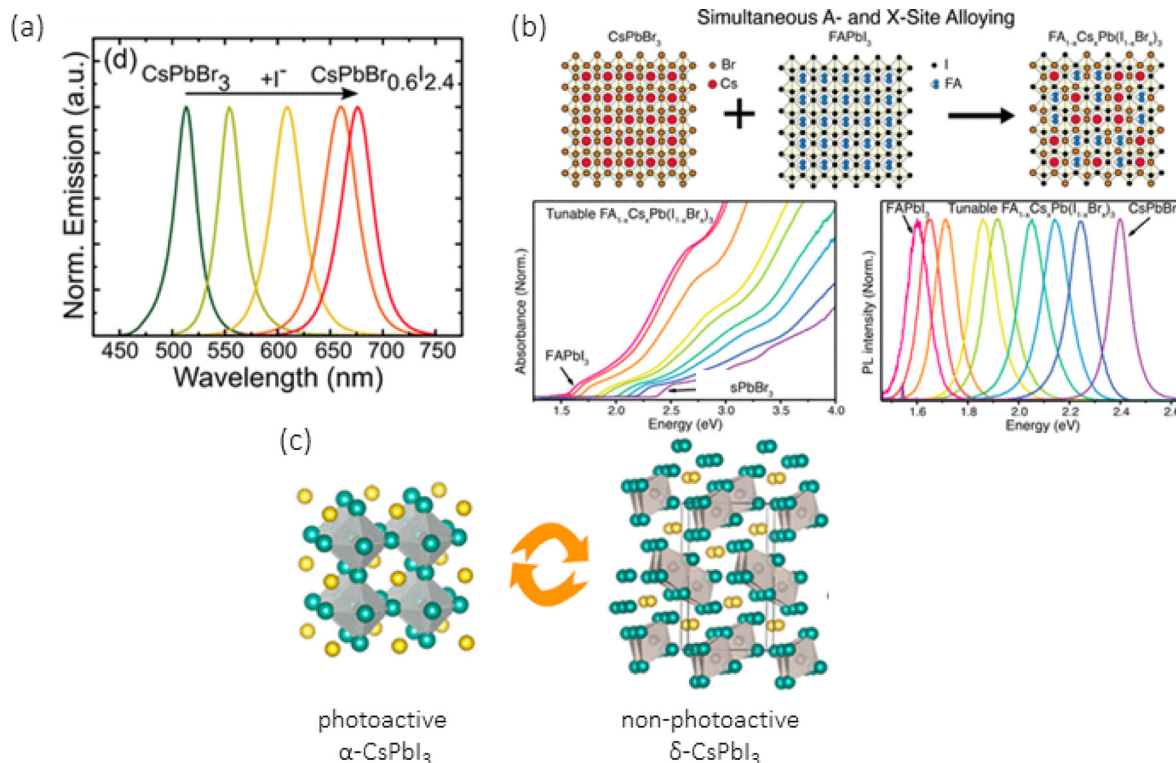 (a)
(d)
CsPbBr3 +I- CsPbBr0.6I2.4
Norm. Emission (a.u.)
450 500 550 600 650 700 750
Wavelength (nm)
(b)
Simultaneous A- and X-Site Alloying
CsPbBr3 FAPbI3 FA1-xCsxPb(I1-xBrx)3
Br
Cs
I
FA
Tunable FA1-xCsxPb(I1-xBrx)3
Absorbance (Norm.)
FAPbI3
sPbBr3
1.5 2.0 2.5 3.0 3.5 4.0
Energy (eV)
FAPbI3 Tunable FA1-xCsxPb(I1-xBrx)3 CsPbBr
PL intensity (Norm.)
1.6 1.8 2.0 2.2 2.4 2.6
Energy (eV)
(c)
photoactive
α-CsPbI3
non-photoactive
δ-CsPbI3